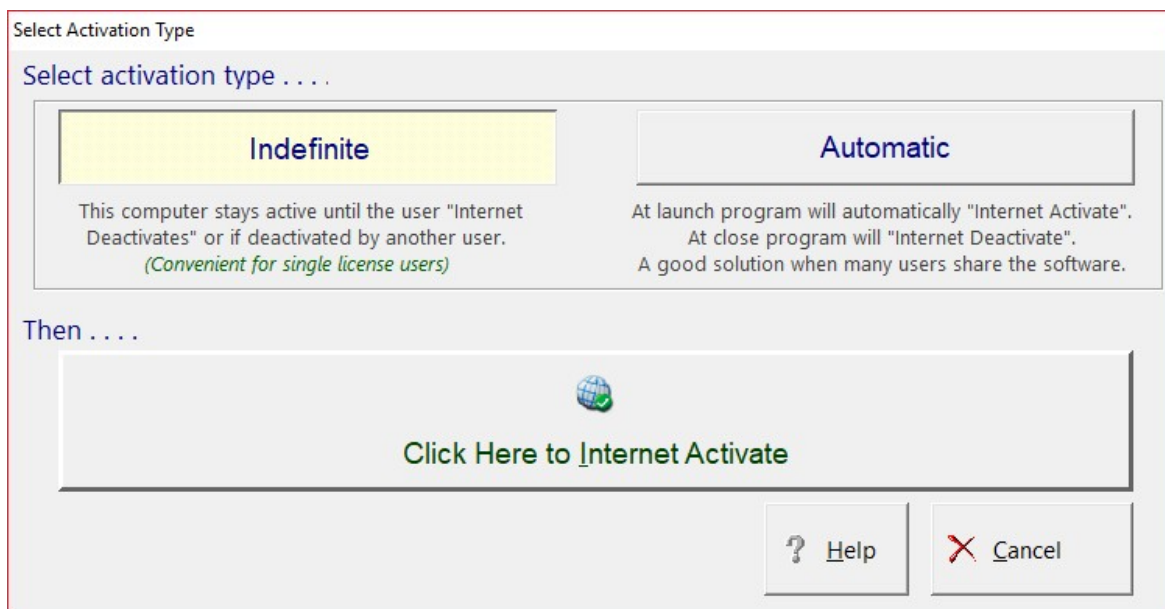 Select Activation Type
Select activation type . . . .
Indefinite
This computer stays active until the user "Internet
Deactivates" or if deactivated by another user.
(Convenient for single license users)
Automatic
At launch program will automatically "Internet Activate".
At close program will "Internet Deactivate".
A good solution when many users share the software.
Then . . . .
Click Here to Internet Activate
Help
Cancel